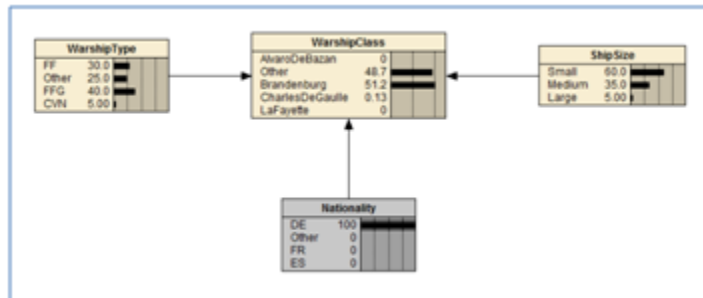 WarshipType
FF 30.0
Other 25.0
FFG 40.0
CVN 5.00
WarshipClass
AlvaroDeBazan 0
Other 48.7
Brandenburg 51.2
CharlesDeGaulle 0.13
LaFayette 0
ShipSize
Small 60.0
Medium 35.0
Large 5.00
Nationality
DE 100
Other 0
FR 0
ES 0